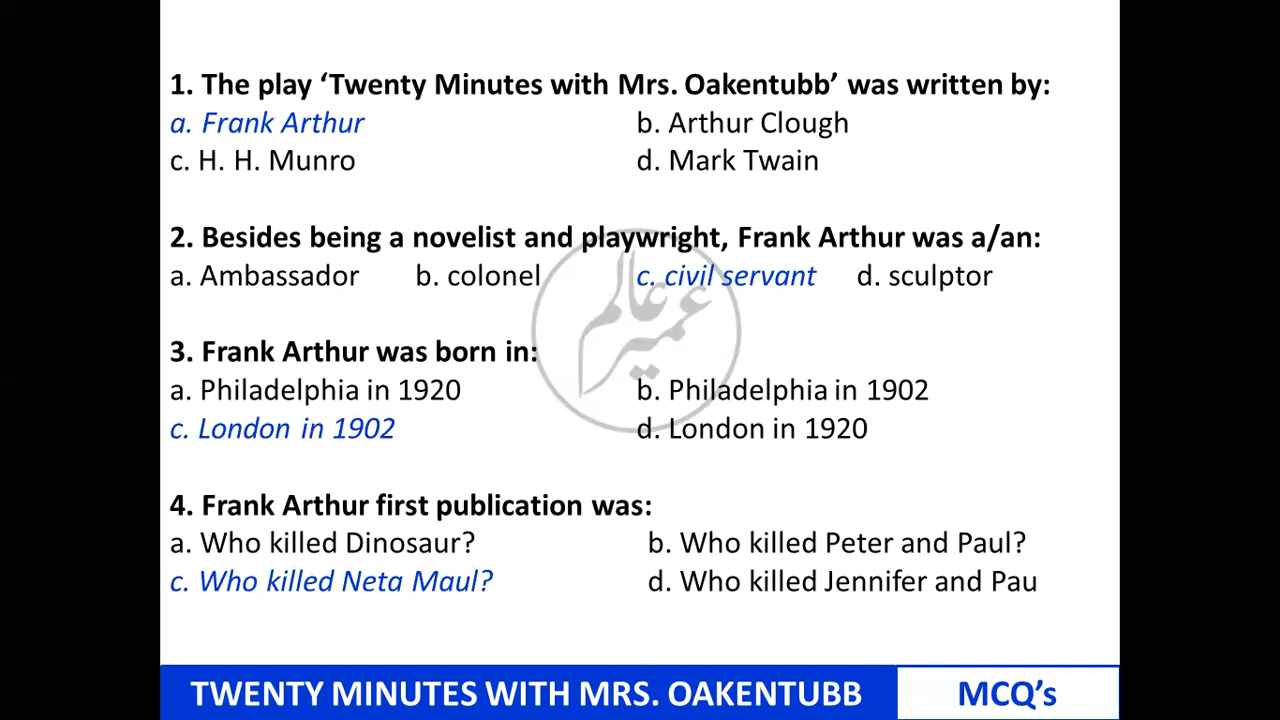 1. The play ‘Twenty Minutes with Mrs. Oakentubb’ was written by:
a. Frank Arthur b. Arthur Clough
c. H. H. Munro d. Mark Twain
2. Besides being a novelist and playwright, Frank Arthur was a/an:
a. Ambassador b. colonel c. civil servant d. sculptor
3. Frank Arthur was born in:
a. Philadelphia in 1920 b. Philadelphia in 1902
c. London in 1902 d. London in 1920
4. Frank Arthur first publication was:
a. Who killed Dinosaur? b. Who killed Peter and Paul?
c. Who killed Neta Maul? d. Who killed Jennifer and Pau
عمیر عالم
TWENTY MINUTES WITH MRS. OAKENTUBB MCQ’s